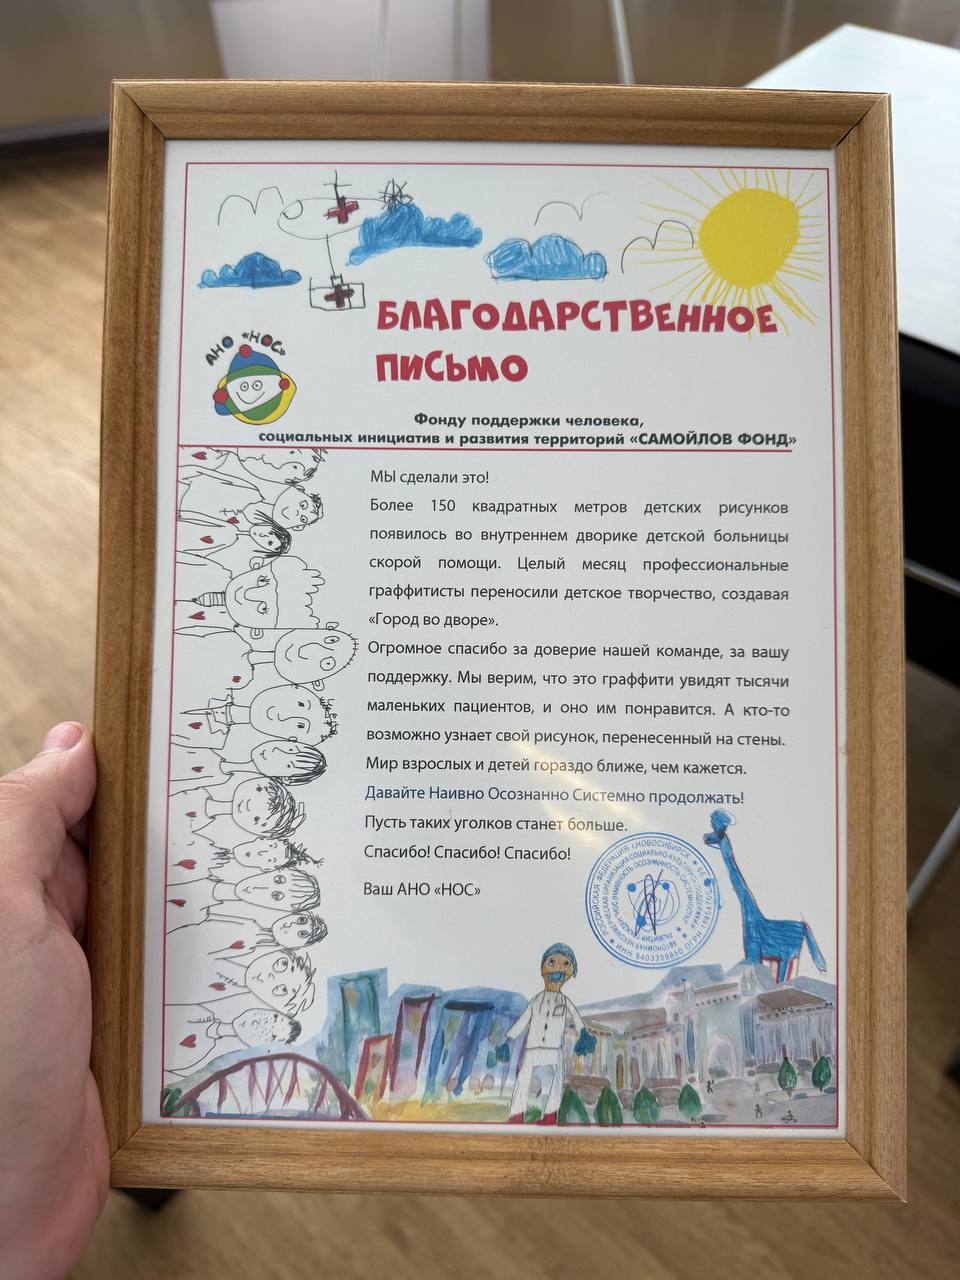 АНО «НОС»
БЛАГОДАРСТВЕННОЕ
ПИСЬМО
Фонду поддержки человека,
социальных инициатив и развития территорий «САМОЙЛОВ ФОНД»
МЫ сделали это!
Более 150 квадратных метров детских рисунков
появилось во внутреннем дворике детской больницы
скорой помощи. Целый месяц профессиональные
граффитисты переносили детское творчество, создавая
«Город во дворе».
Огромное спасибо за доверие нашей команде, за вашу
поддержку. Мы верим, что это граффити увидят тысячи
маленьких пациентов, и оно им понравится. А кто-то
возможно узнает свой рисунок, перенесенный на стены.
Мир взрослых и детей гораздо ближе, чем кажется.
Давайте Наивно Осознанно Системно продолжать!
Пусть таких уголков станет больше.
Спасибо! Спасибо! Спасибо!
Ваш АНО «НОС»
РОССИЙСКАЯ ФЕДЕРАЦИЯ г.НОВОСИБИРСК